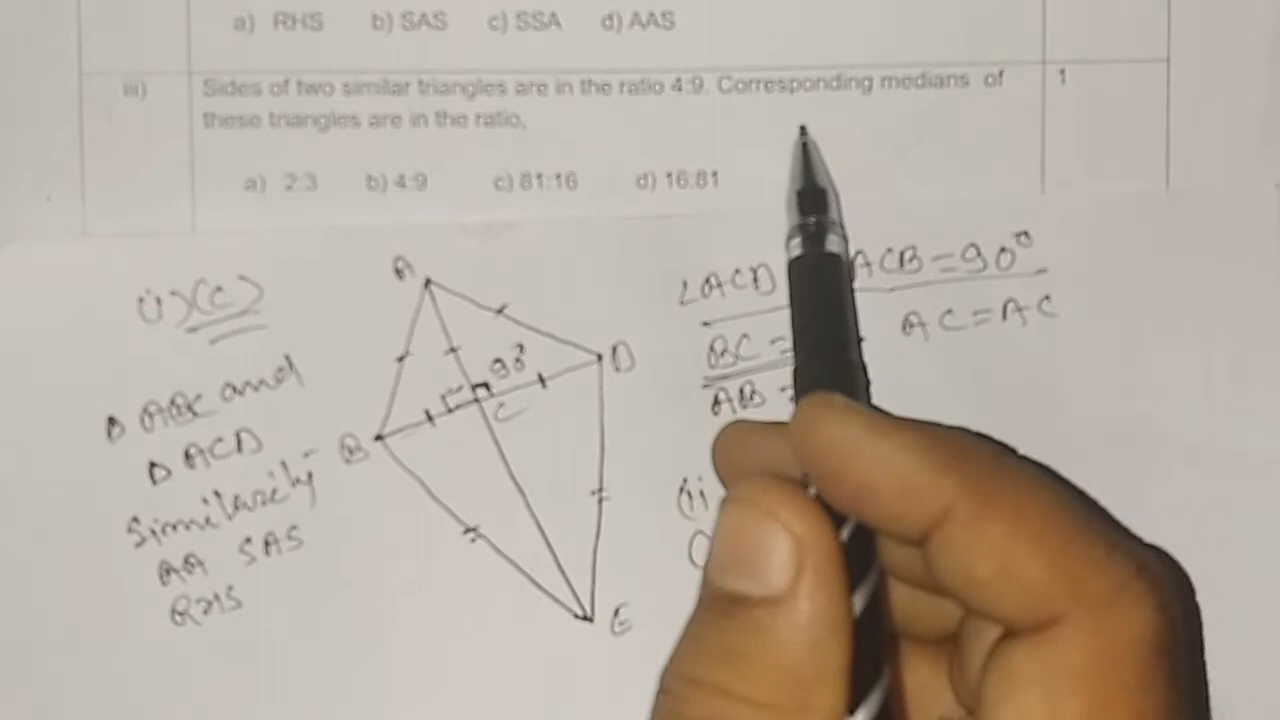 a) RHS b) SAS c) SSA d) AAS
iii) Sides of two similar triangles are in the ratio 4:9. Corresponding medians of 1
these triangles are in the ratio,
a) 2:3 b) 4:9 c) 81:16 d) 16:81
(i)(c)
A
∠ACD ACB=90°
AC=AC
BC=
AB=
90°
D
C
B
Δ ABC and
Δ ACD
Similarity-
AA SAS
RHS
(ii
E